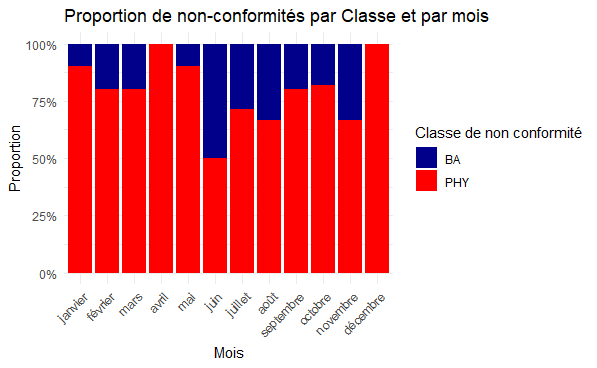 Proportion de non-conformités par Classe et par mois
100%
75%
50%
25%
0%
Proportion
janvier
février
mars
avril
mai
juin
juillet
août
septembre
octobre
novembre
décembre
Mois
Classe de non conformité
BA
PHY